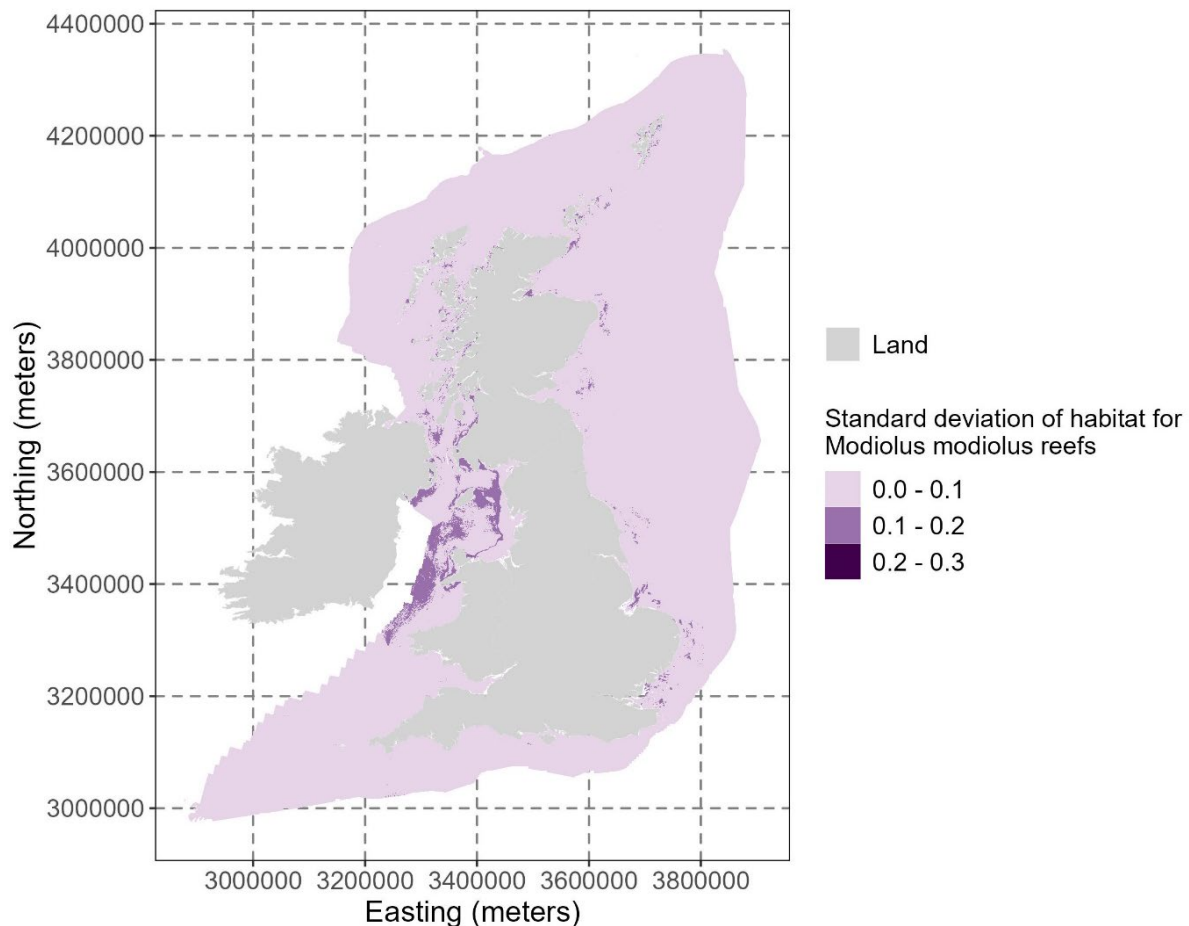 4400000
4200000
4000000
3800000
3600000
3400000
3200000
3000000
Northing (meters)
3000000 3200000 3400000 3600000 3800000
Easting (meters)
Land
Standard deviation of habitat for
Modiolus modiolus reefs
0.0 - 0.1
0.1 - 0.2
0.2 - 0.3